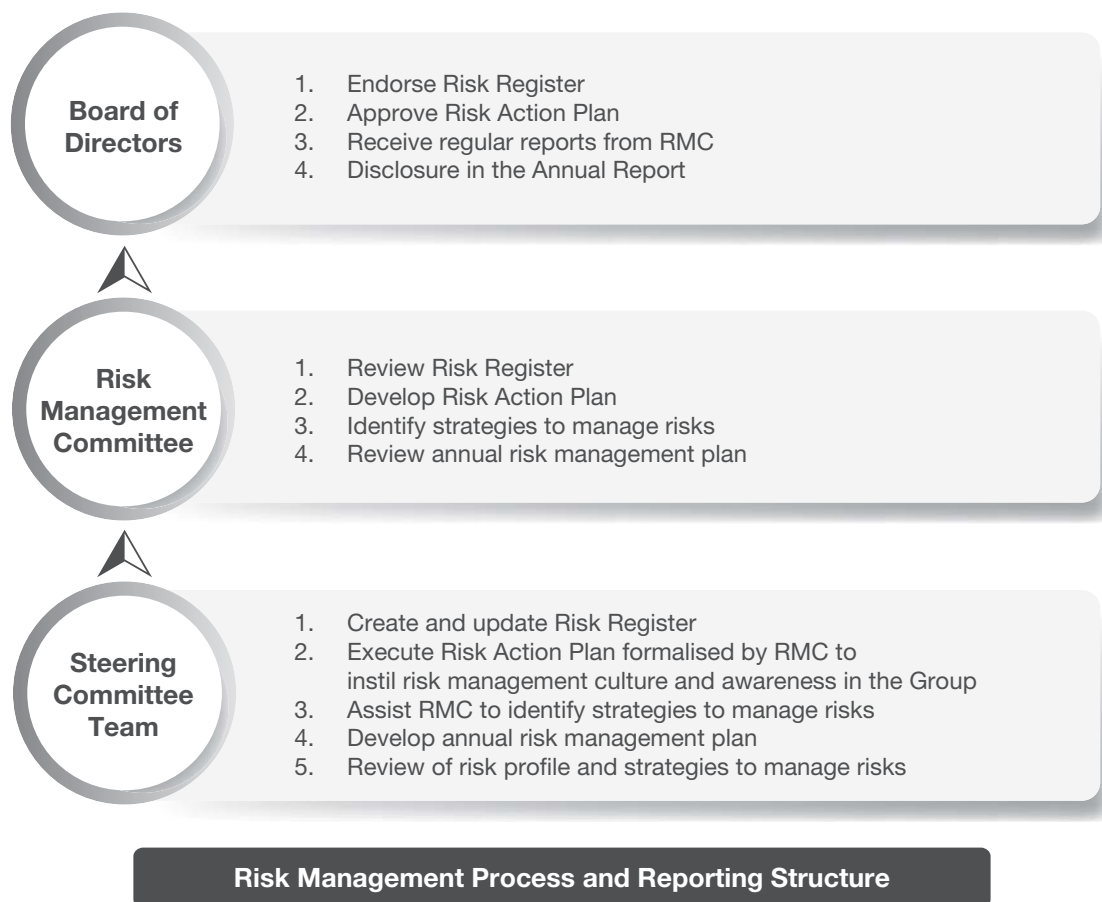 Board of
Directors
1. Endorse Risk Register
2. Approve Risk Action Plan
3. Receive regular reports from RMC
4. Disclosure in the Annual Report
Risk
Management
Committee
1. Review Risk Register
2. Develop Risk Action Plan
3. Identify strategies to manage risks
4. Review annual risk management plan
Steering
Committee
Team
1. Create and update Risk Register
2. Execute Risk Action Plan formalised by RMC to
instil risk management culture and awareness in the Group
3. Assist RMC to identify strategies to manage risks
4. Develop annual risk management plan
5. Review of risk profile and strategies to manage risks
Risk Management Process and Reporting Structure